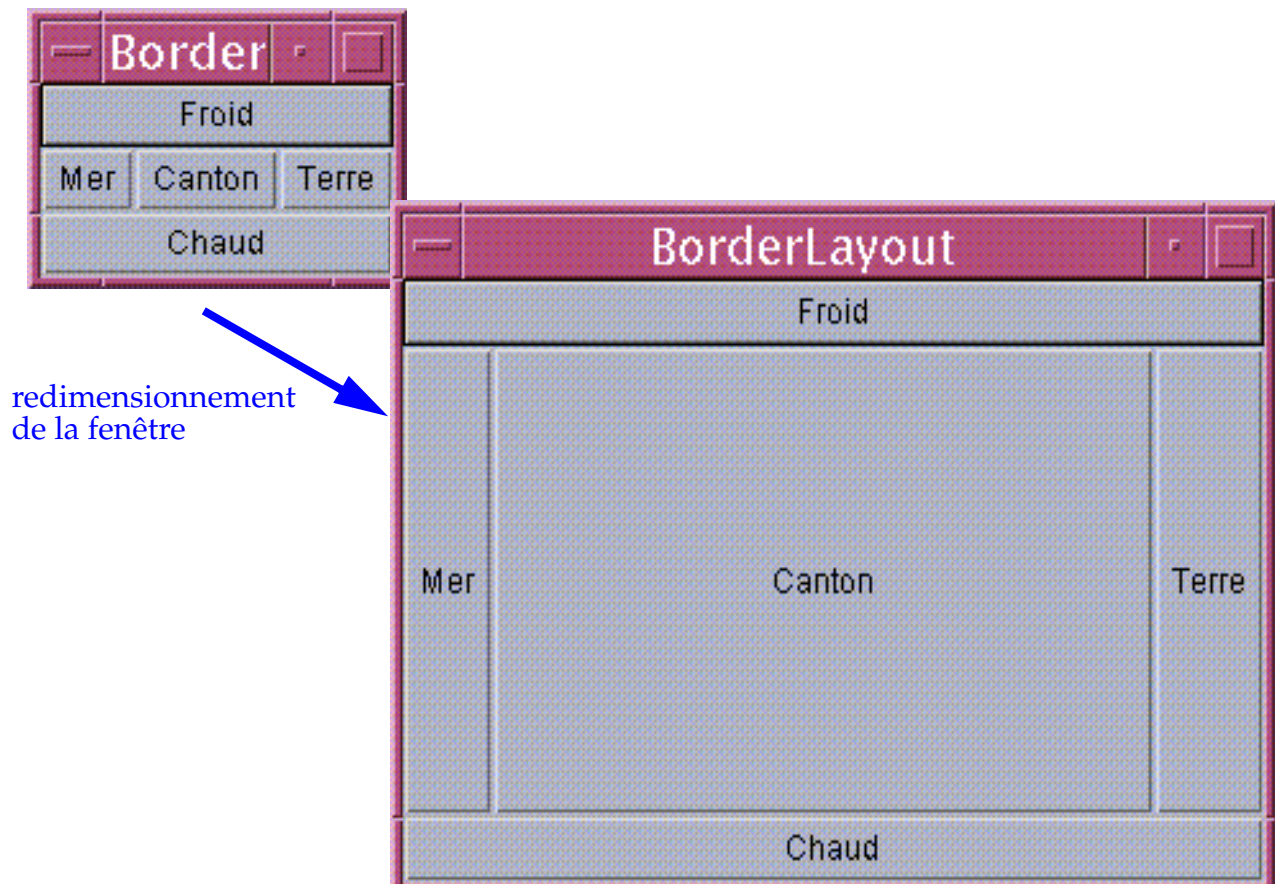 Border
Froid
Mer Canton Terre
Chaud
redimensionnement
de la fenêtre
BorderLayout
Froid
Mer Canton Terre
Chaud